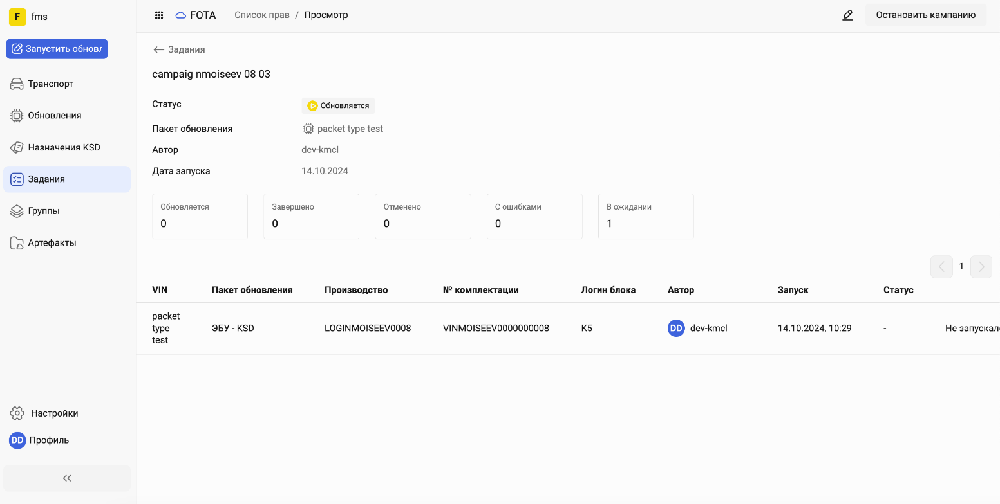 F fms
FOTA Список прав / Просмотр
Остановить кампанию
Запустить обновл
Транспорт
Обновления
Назначения KSD
Задания
Группы
Артефакты
Настройки
DD Профиль
Задания
campaig nmoiseev 08 03
Статус Обновляется
Пакет обновления packet type test
Автор dev-kmcl
Дата запуска 14.10.2024
Обновляется Завершено Отменено С ошибками В ожидании
0 0 0 0 1
1
VIN Пакет обновления Производство № комплектации Логин блока Автор Запуск Статус
packet
type
test
ЭБУ - KSD LOGINMOISEEV0008 VINMOISEEV0000000008 K5 DD dev-kmcl 14.10.2024, 10:29 - Не запускал